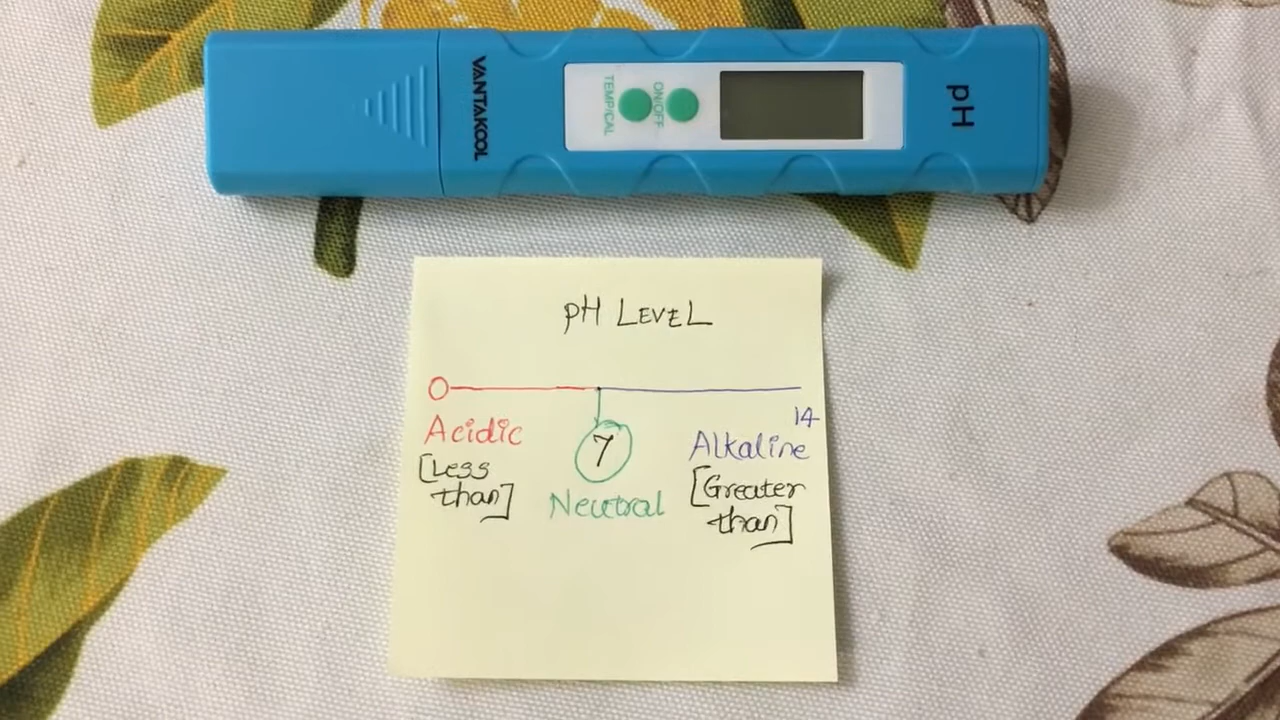 VANTAKOOL
TEMP/CAL
ON/OFF
pH
pH LEVEL
0
14
Acidic
7
Alkaline
[Less
than]
Neutral
[Greater
than]